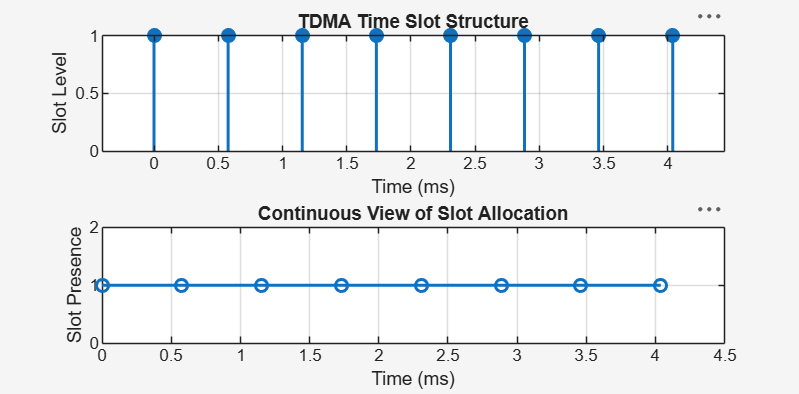 TDMA Time Slot Structure
1
0.5
0
Slot Level
0 0.5 1 1.5 2 2.5 3 3.5 4
Time (ms)
Continuous View of Slot Allocation
2
1
0
Slot Presence
0 0.5 1 1.5 2 2.5 3 3.5 4 4.5
Time (ms)